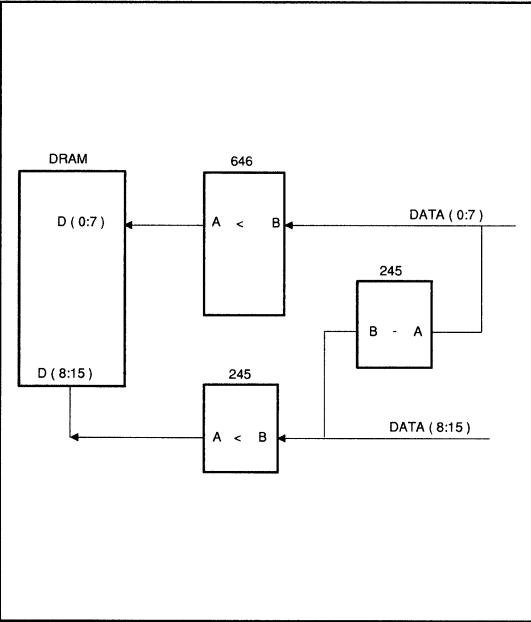 DRAM
646
D ( 0:7 )
A < B
DATA ( 0:7 )
245
B - A
D ( 8:15 )
245
A < B
DATA ( 8:15 )